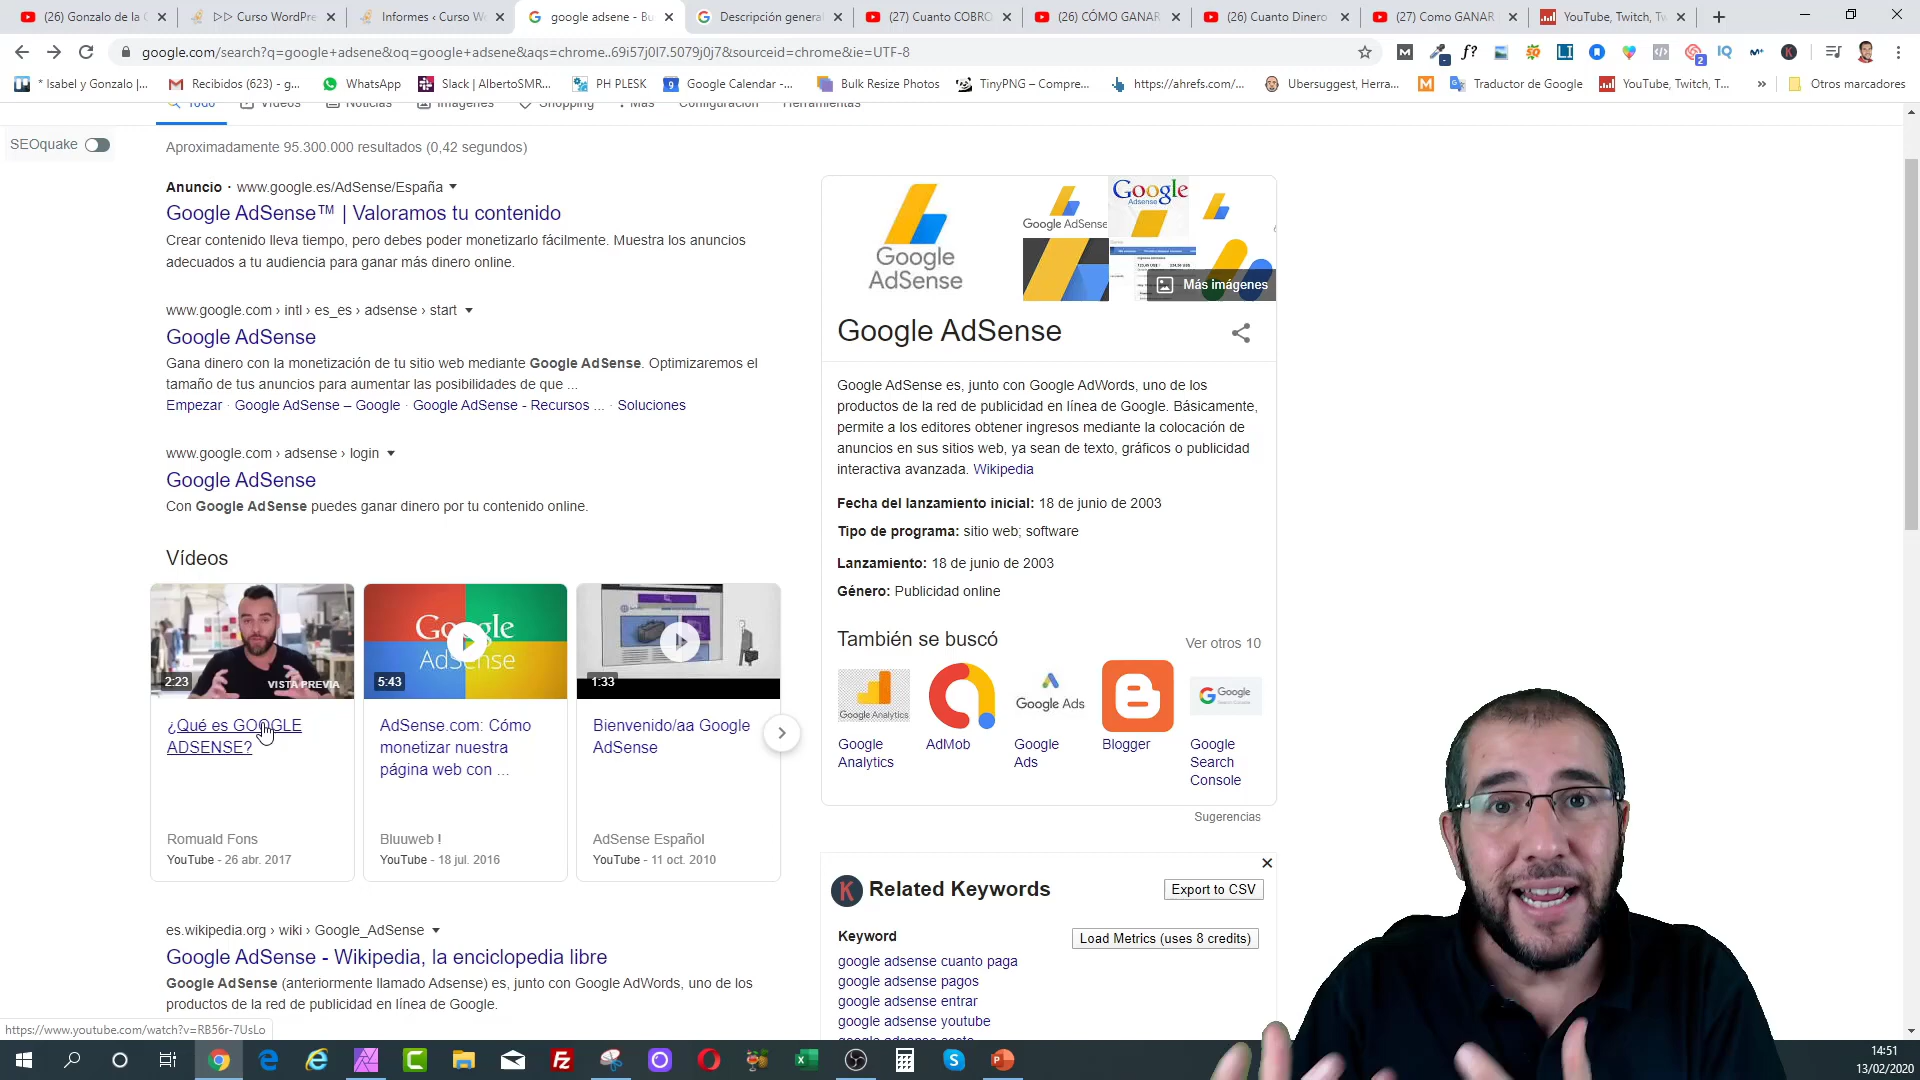 (26) Gonzalo de la C
▷▷ Curso WordPre
Informes ‹ Curso W
google adsene - Bu
Descripción general
(27) Cuanto COBRO
(26) CÓMO GANAR
(26) Cuanto Dinero
(27) Como GANAR
YouTube, Twitch, Tw
google.com/search?q=google+adsene&oq=google+adsene&aqs=chrome..69i57j0l7.5079j0j7&sourceid=chrome&ie=UTF-8
* Isabel y Gonzalo |...
Recibidos (623) - g...
WhatsApp
Slack | AlbertoSMR...
PH PLESK
Google Calendar -...
Bulk Resize Photos
TinyPNG – Compre...
https://ahrefs.com/...
Ubersuggest, Herra...
Traductor de Google
YouTube, Twitch, T...
Otros marcadores
Todo
Vídeos
Noticias
Imágenes
Shopping
Más
Configuración
Herramientas
SEOquake
Aproximadamente 95.300.000 resultados (0,42 segundos)
Anuncio · www.google.es/AdSense/España
Google AdSense™ | Valoramos tu contenido
Crear contenido lleva tiempo, pero debes poder monetizarlo fácilmente. Muestra los anuncios
adecuados a tu audiencia para ganar más dinero online.
www.google.com › intl › es_es › adsense › start
Google AdSense
Gana dinero con la monetización de tu sitio web mediante Google AdSense. Optimizaremos el
tamaño de tus anuncios para aumentar las posibilidades de que ...
Empezar · Google AdSense – Google · Google AdSense - Recursos ... · Soluciones
www.google.com › adsense › login
Google AdSense
Con Google AdSense puedes ganar dinero por tu contenido online.
Vídeos
2:23
VISTA PREVIA
¿Qué es GOOGLE
ADSENSE?
Romuald Fons
YouTube - 26 abr. 2017
Google
AdSense
5:43
AdSense.com: Cómo
monetizar nuestra
página web con ...
Bluuweb !
YouTube - 18 jul. 2016
1:33
Bienvenido/aa Google
AdSense
AdSense Español
YouTube - 11 oct. 2010
es.wikipedia.org › wiki › Google_AdSense
Google AdSense - Wikipedia, la enciclopedia libre
Google AdSense (anteriormente llamado Adsense) es, junto con Google AdWords, uno de los
productos de la red de publicidad en línea de Google.
https://www.youtube.com/watch?v=RB56r-7UsLo
Google
AdSense
Google AdSense
Google
Adsense
Más imágenes
Google AdSense
Google AdSense es, junto con Google AdWords, uno de los
productos de la red de publicidad en línea de Google. Básicamente,
permite a los editores obtener ingresos mediante la colocación de
anuncios en sus sitios web, ya sean de texto, gráficos o publicidad
interactiva avanzada. Wikipedia
Fecha del lanzamiento inicial: 18 de junio de 2003
Tipo de programa: sitio web; software
Lanzamiento: 18 de junio de 2003
Género: Publicidad online
También se buscó
Ver otros 10
Google Analytics
Google Ads
Google
Search Console
Google
Analytics
AdMob
Google
Ads
Blogger
Google
Search
Console
Sugerencias
K
Related Keywords
Export to CSV
Keyword
Load Metrics (uses 8 credits)
google adsense cuanto paga
google adsense pagos
google adsense entrar
google adsense youtube
14:51
13/02/2020